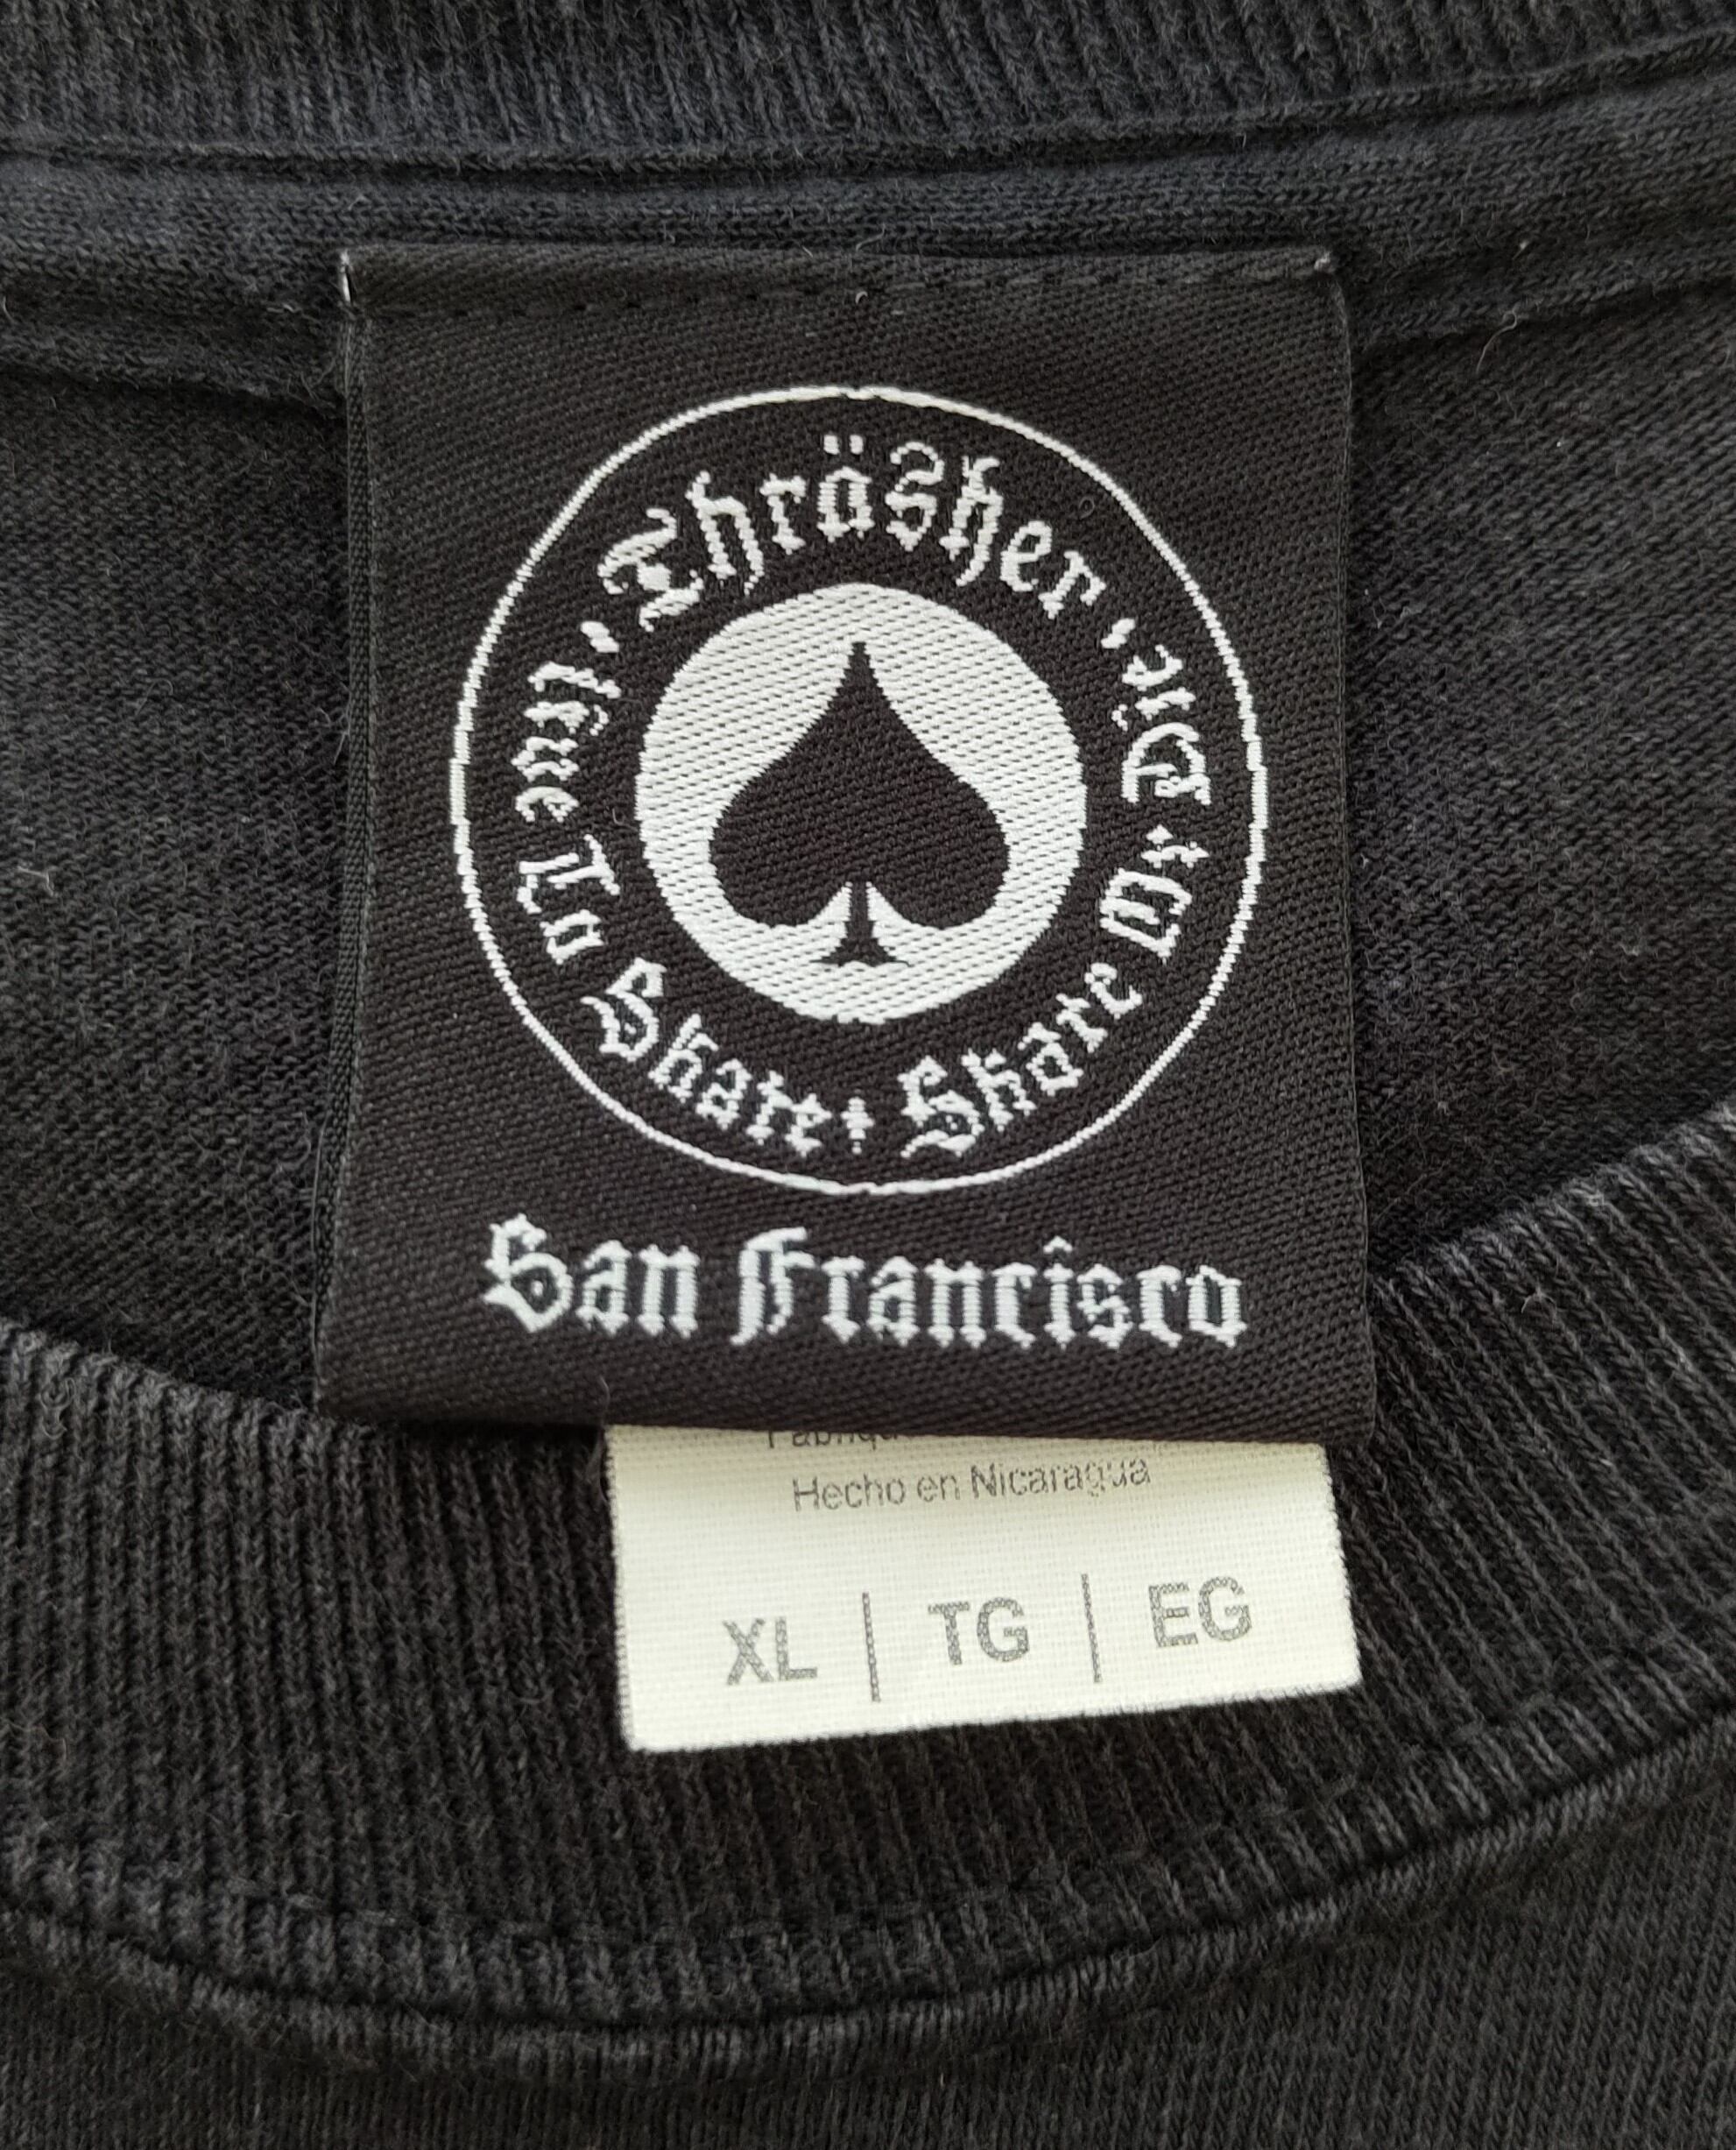 Thräsher • Live To Skate • Skate Or Die •
San Francisco
Hecho en Nicaragua
XL | TG | EG